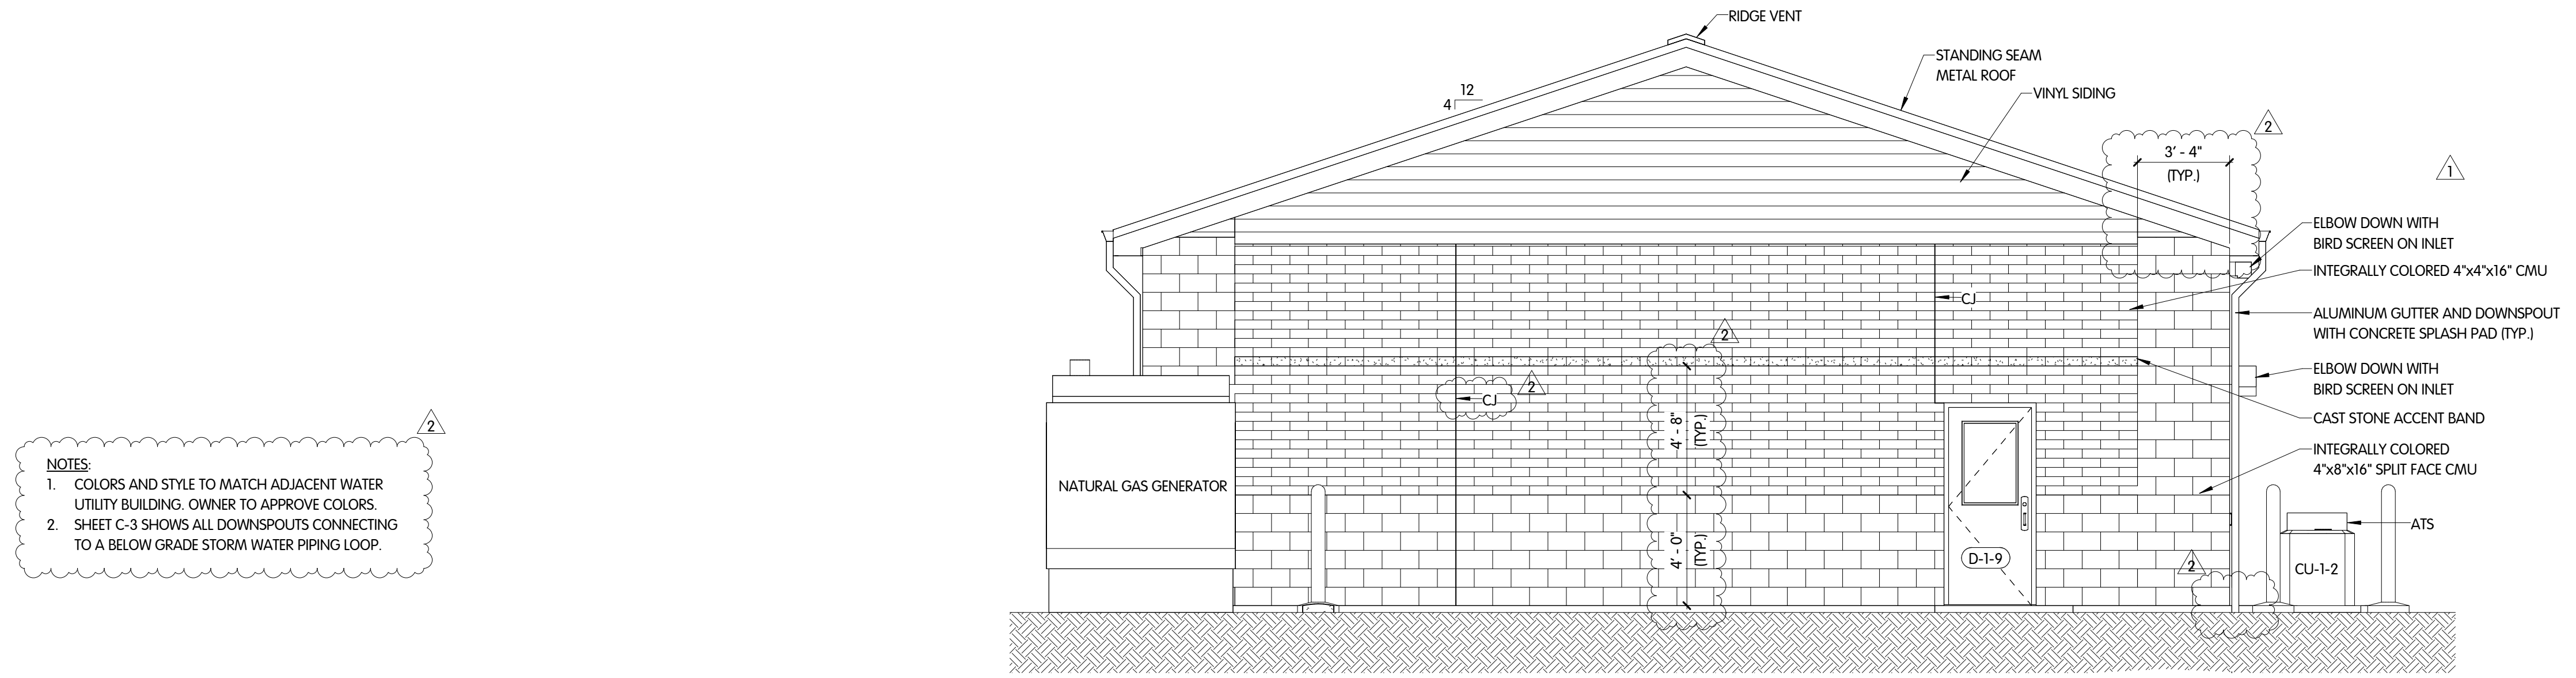 RIDGE VENT
STANDING SEAM
METAL ROOF
12
4
VINYL SIDING
2
3' - 4"
(TYP.)
1
ELBOW DOWN WITH
BIRD SCREEN ON INLET
INTEGRALLY COLORED 4"x4"x16" CMU
CJ
ALUMINUM GUTTER AND DOWNSPOUT
WITH CONCRETE SPLASH PAD (TYP.)
2
ELBOW DOWN WITH
BIRD SCREEN ON INLET
2
CJ
CAST STONE ACCENT BAND
4' - 8"
(TYP.)
INTEGRALLY COLORED
4"x8"x16" SPLIT FACE CMU
2
NOTES:
1. COLORS AND STYLE TO MATCH ADJACENT WATER
UTILITY BUILDING. OWNER TO APPROVE COLORS.
2. SHEET C-3 SHOWS ALL DOWNSPOUTS CONNECTING
TO A BELOW GRADE STORM WATER PIPING LOOP.
NATURAL GAS GENERATOR
ATS
4' - 0"
(TYP.)
D-1-9
2
CU-1-2